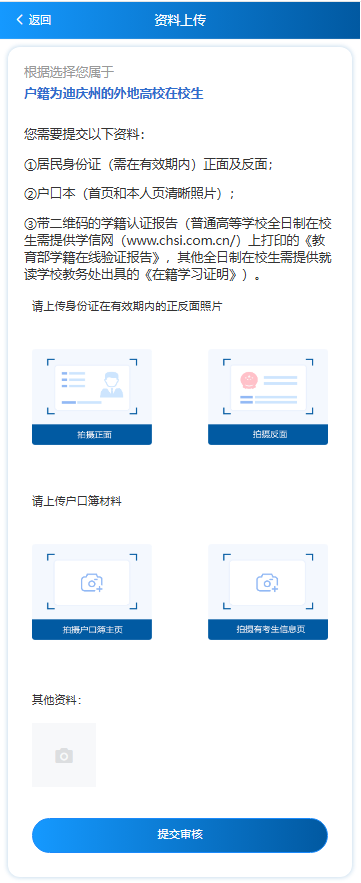 返回
资料上传
根据选择您属于
户籍为迪庆州的外地高校在校生
您需要提交以下资料：
①居民身份证（需在有效期内）正面及反面；
②户口本（首页和本人页清晰照片）；
③带二维码的学籍认证报告（普通高等学校全日制在校
生需提供学信网（www.chsi.com.cn/）上打印的《教
育部学籍在线验证报告》，其他全日制在校生需提供就
读学校教务处出具的《在籍学习证明》）。
请上传身份证在有效期内的正反面照片
拍摄正面
拍摄反面
请上传户口簿材料
拍摄户口簿主页
拍摄有考生信息页
其他资料：
提交审核